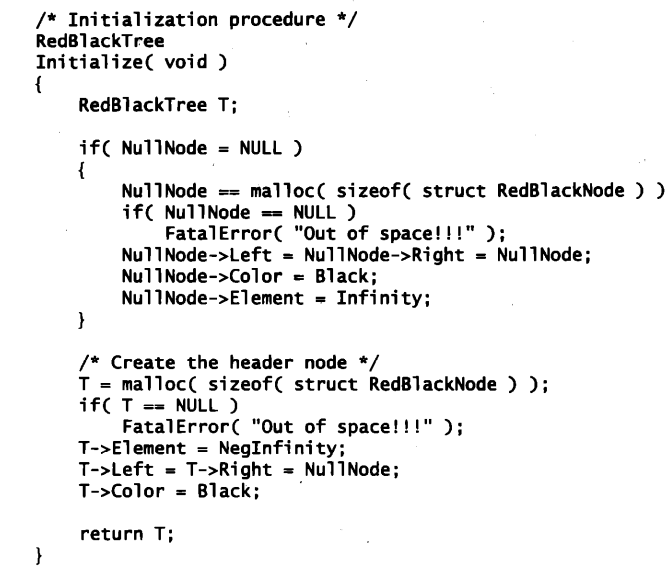 /* Initialization procedure */
RedBlackTree
Initialize( void )
{
    RedBlackTree T;

    if( NullNode = NULL )
    {
        NullNode == malloc( sizeof( struct RedBlackNode ) )
        if( NullNode == NULL )
            FatalError( "Out of space!!!" );
        NullNode->Left = NullNode->Right = NullNode;
        NullNode->Color = Black;
        NullNode->Element = Infinity;
    }

    /* Create the header node */
    T = malloc( sizeof( struct RedBlackNode ) );
    if( T == NULL )
        FatalError( "Out of space!!!" );
    T->Element = NegInfinity;
    T->Left = T->Right = NullNode;
    T->Color = Black;

    return T;
}